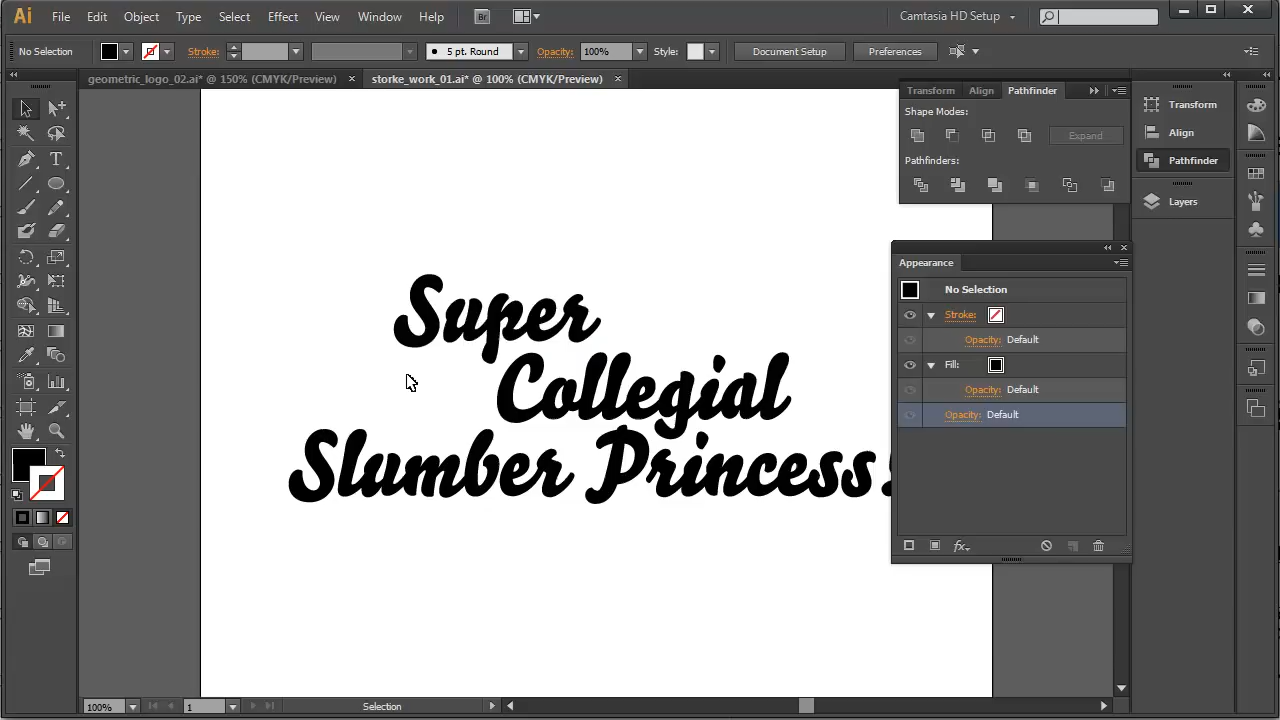 Ai File Edit Object Type Select Effect View Window Help Br Camtasia HD Setup
No Selection Stroke: 5 pt. Round Opacity: 100% Style: Document Setup Preferences
geometric_logo_02.ai* @ 150% (CMYK/Preview) storke_work_01.ai* @ 100% (CMYK/Preview)
Transform Align Pathfinder
Shape Modes:
Expand
Pathfinders:
Transform
Align
Pathfinder
Layers
Appearance
No Selection
Stroke:
Opacity: Default
Fill:
Opacity: Default
Opacity: Default
fx
Super
Collegial
Slumber Princess!
T
100% 1 Selection